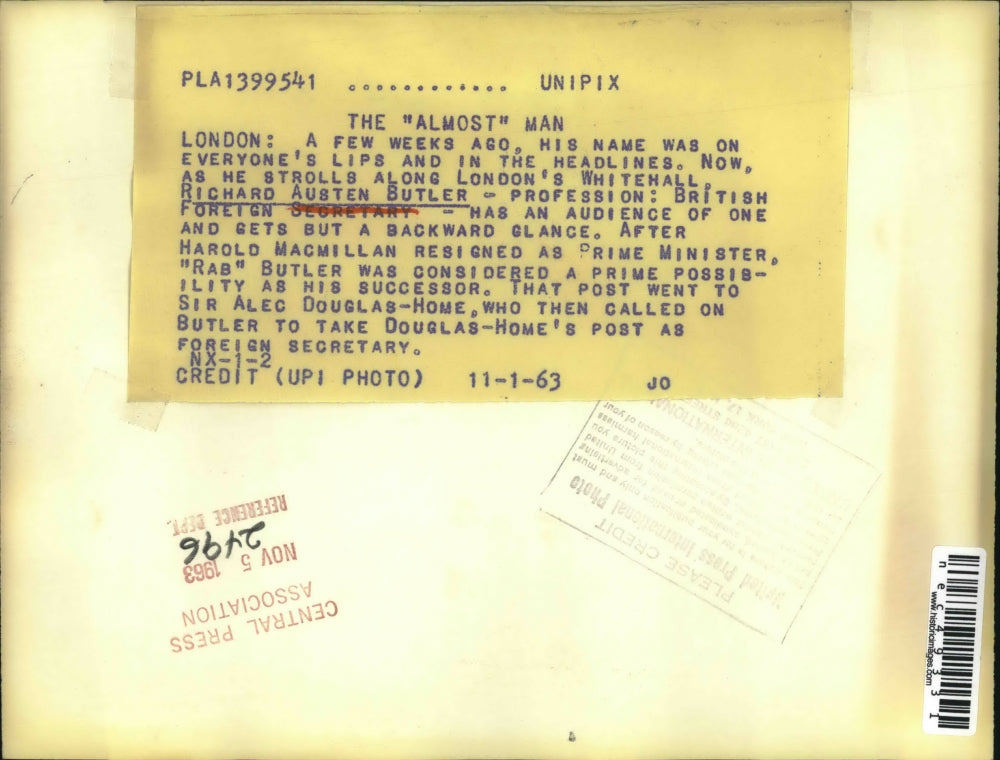 PLA1399541 ............ UNIPIX
THE "ALMOST" MAN
LONDON: A FEW WEEKS AGO, HIS NAME WAS ON
EVERYONE'S LIPS AND IN THE HEADLINES. NOW,
AS HE STROLLS ALONG LONDON'S WHITEHALL,
RICHARD AUSTEN BUTLER - PROFESSION: BRITISH
FOREIGN SECRETARY - HAS AN AUDIENCE OF ONE
AND GETS BUT A BACKWARD GLANCE. AFTER
HAROLD MACMILLAN RESIGNED AS PRIME MINISTER,
"RAB" BUTLER WAS CONSIDERED A PRIME POSSIB-
ILITY AS HIS SUCCESSOR. THAT POST WENT TO
SIR ALEC DOUGLAS-HOME, WHO THEN CALLED ON
BUTLER TO TAKE DOUGLAS-HOME'S POST AS
FOREIGN SECRETARY.
NX-1-2
CREDIT (UPI PHOTO) 11-1-63 JO
PLEASE CREDIT
United Press International Photo
CENTRAL PRESS
ASSOCIATION
NOV 5 1963
2496
REFERENCE DEPT.
nec49331
www.historicimages.com